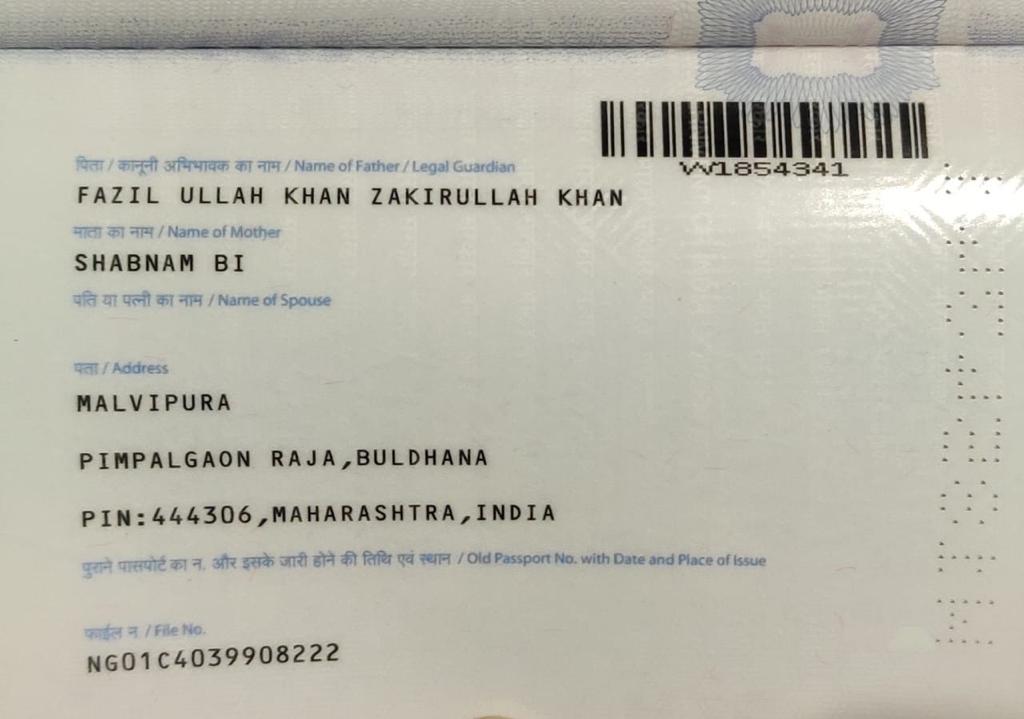 W1854341
पिता / कानूनी अभिभावक का नाम / Name of Father / Legal Guardian
FAZIL ULLAH KHAN ZAKIRULLAH KHAN
माता का नाम / Name of Mother
SHABNAM BI
पति या पत्नी का नाम / Name of Spouse
पता / Address
MALVIPURA
PIMPALGAON RAJA,BULDHANA
PIN:444306,MAHARASHTRA,INDIA
पुराने पासपोर्ट का न. और इसके जारी होने की तिथि एवं स्थान / Old Passport No. with Date and Place of Issue
फाईल न / File No.
NG01C4039908222